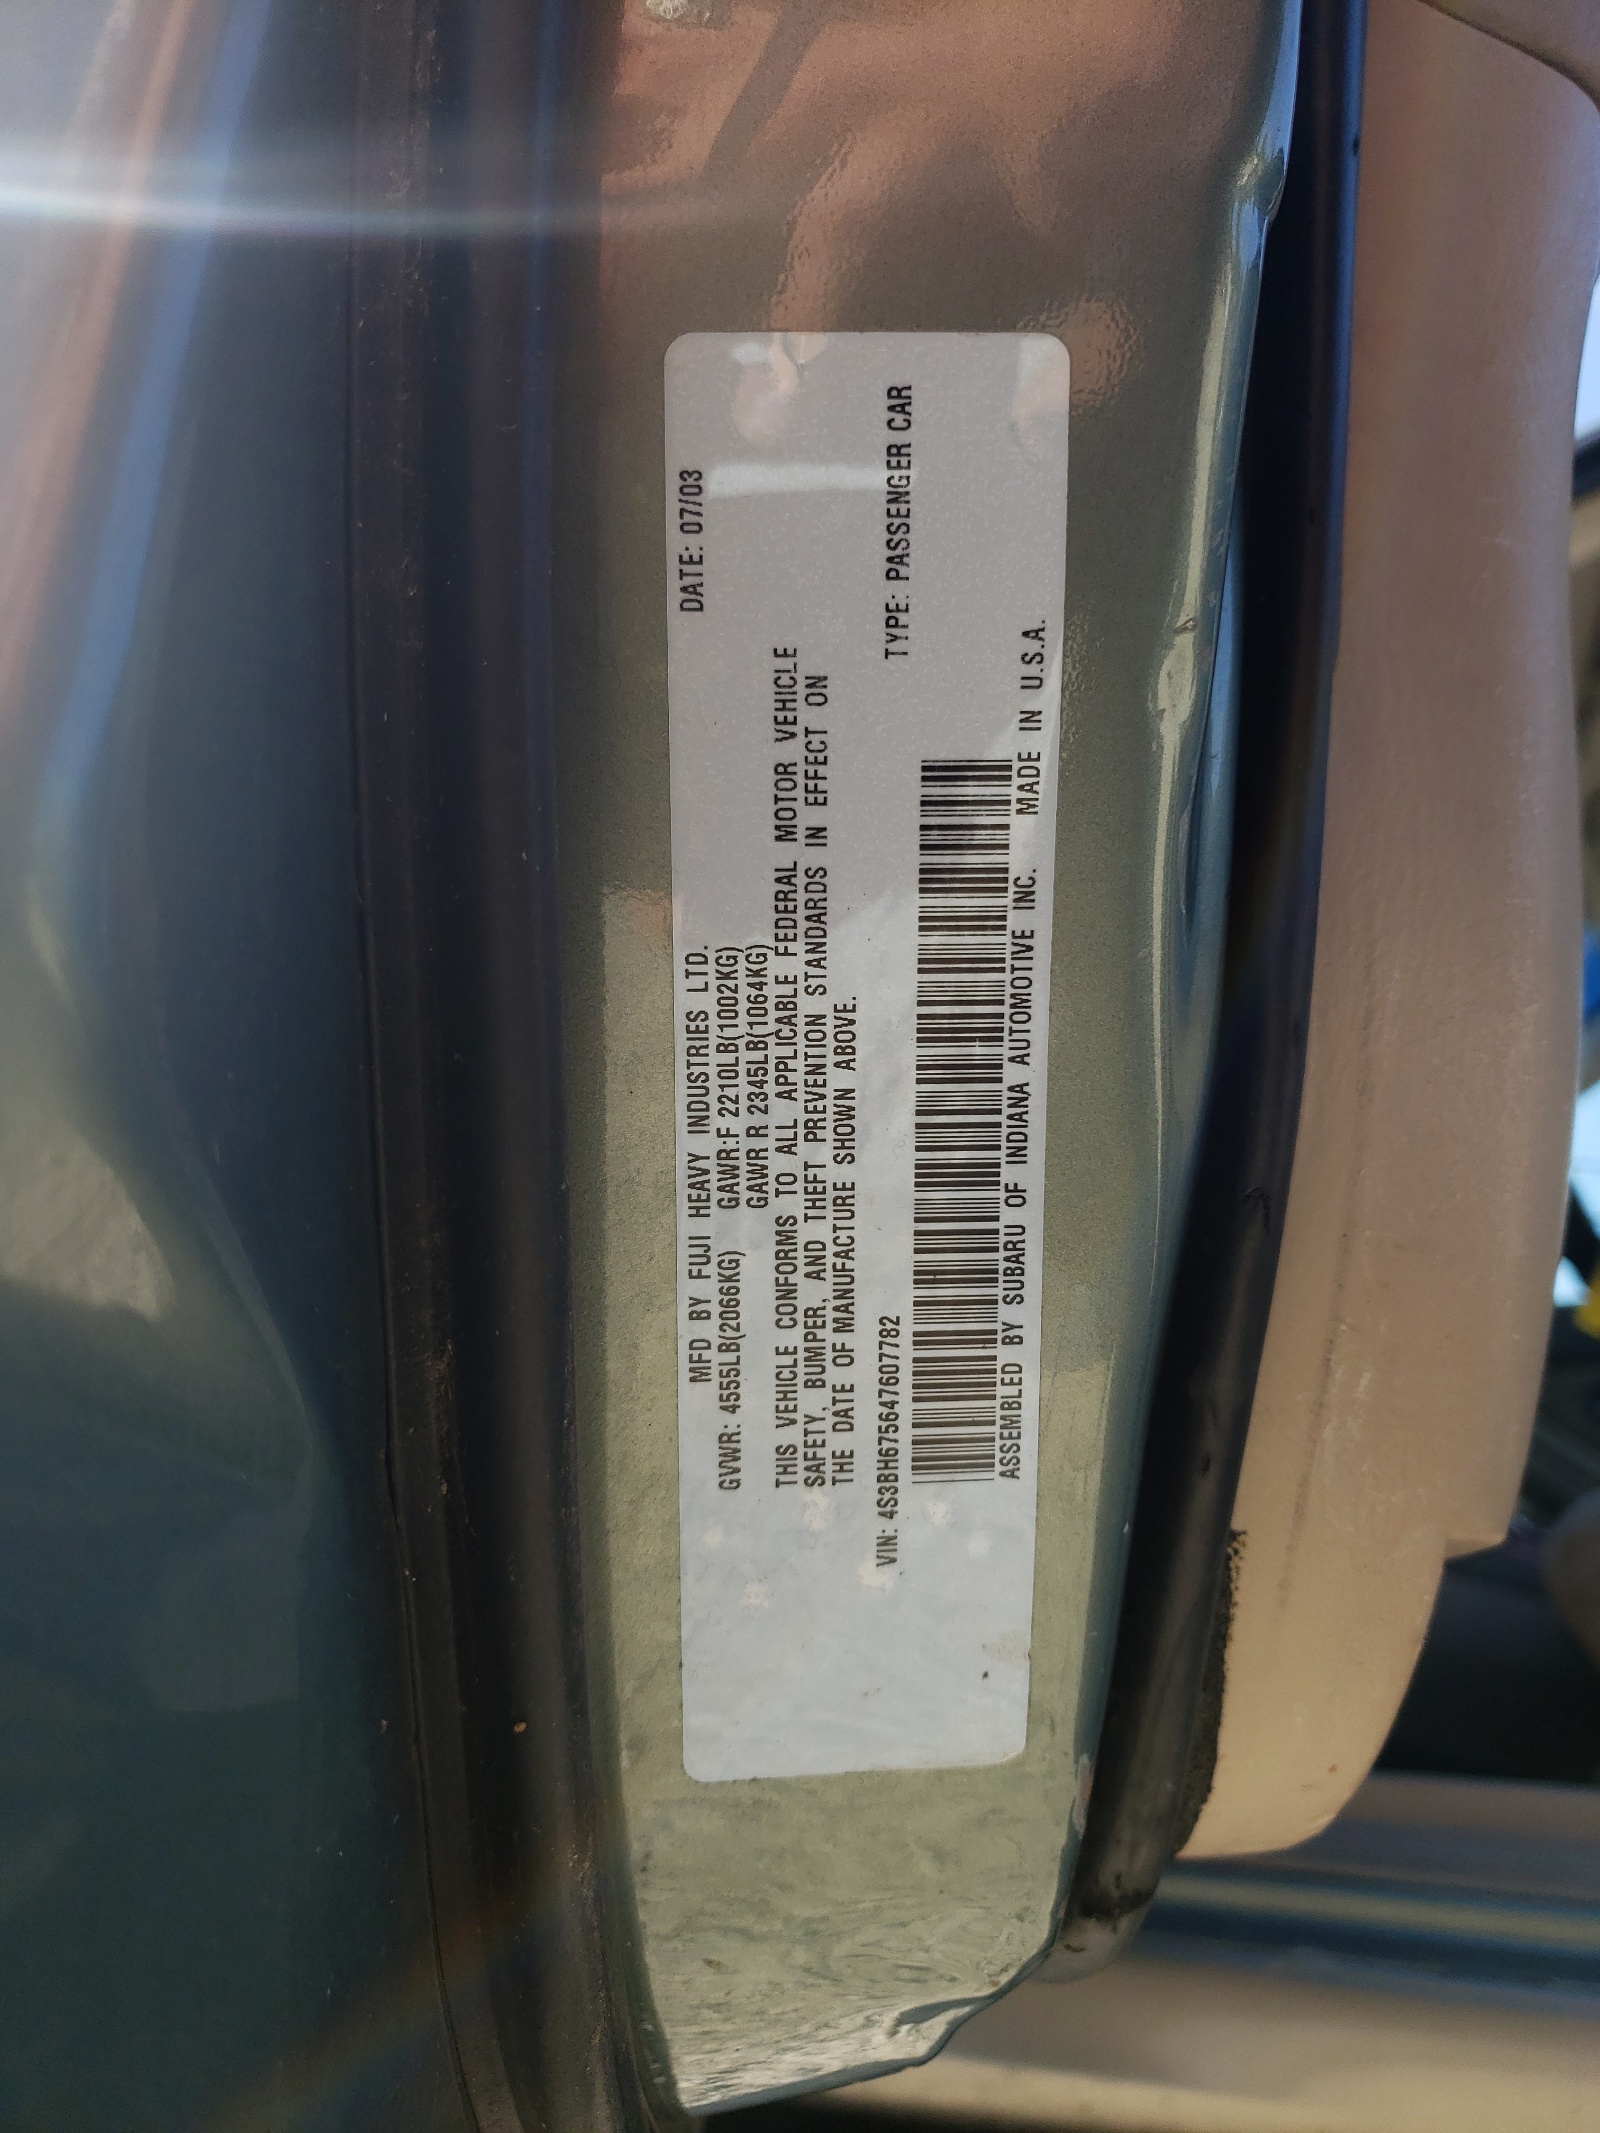 MFD BY FUJI HEAVY INDUSTRIES LTD. DATE: 07/03
GVWR: 4555LB(2066KG) GAWR:F 2210LB(1002KG)
GAWR R 2345LB(1064KG)
THIS VEHICLE CONFORMS TO ALL APPLICABLE FEDERAL MOTOR VEHICLE
SAFETY, BUMPER, AND THEFT PREVENTION STANDARDS IN EFFECT ON
THE DATE OF MANUFACTURE SHOWN ABOVE.
VIN: 4S3BH675647607782 TYPE: PASSENGER CAR
ASSEMBLED BY SUBARU OF INDIANA AUTOMOTIVE INC. MADE IN U.S.A.